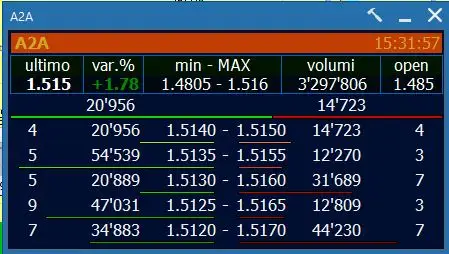 A2A
A2A 15:31:57
ultimo var.% min - MAX volumi open
1.515 +1.78 1.4805 - 1.516 3'297'806 1.485
20'956 14'723
4 20'956 1.5140 - 1.5150 14'723 4
5 54'539 1.5135 - 1.5155 12'270 3
5 20'889 1.5130 - 1.5160 31'689 7
9 47'031 1.5125 - 1.5165 12'809 3
7 34'883 1.5120 - 1.5170 44'230 7